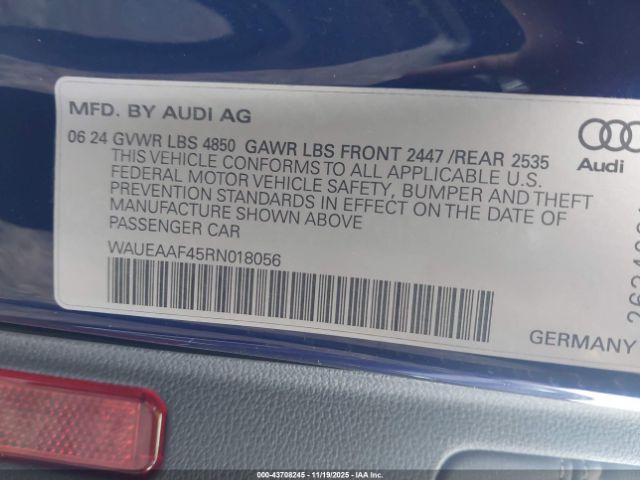 MFD. BY AUDI AG
06 24 GVWR LBS 4850 GAWR LBS FRONT 2447 /REAR 2535
THIS VEHICLE CONFORMS TO ALL APPLICABLE U.S.
FEDERAL MOTOR VEHICLE SAFETY, BUMPER AND THEFT
PREVENTION STANDARDS IN EFFECT ON THE DATE OF
MANUFACTURE SHOWN ABOVE
PASSENGER CAR
WAUEAAF45RN018056
Audi
GERMANY
000-43708245 - 11/19/2025 - IAAI.com